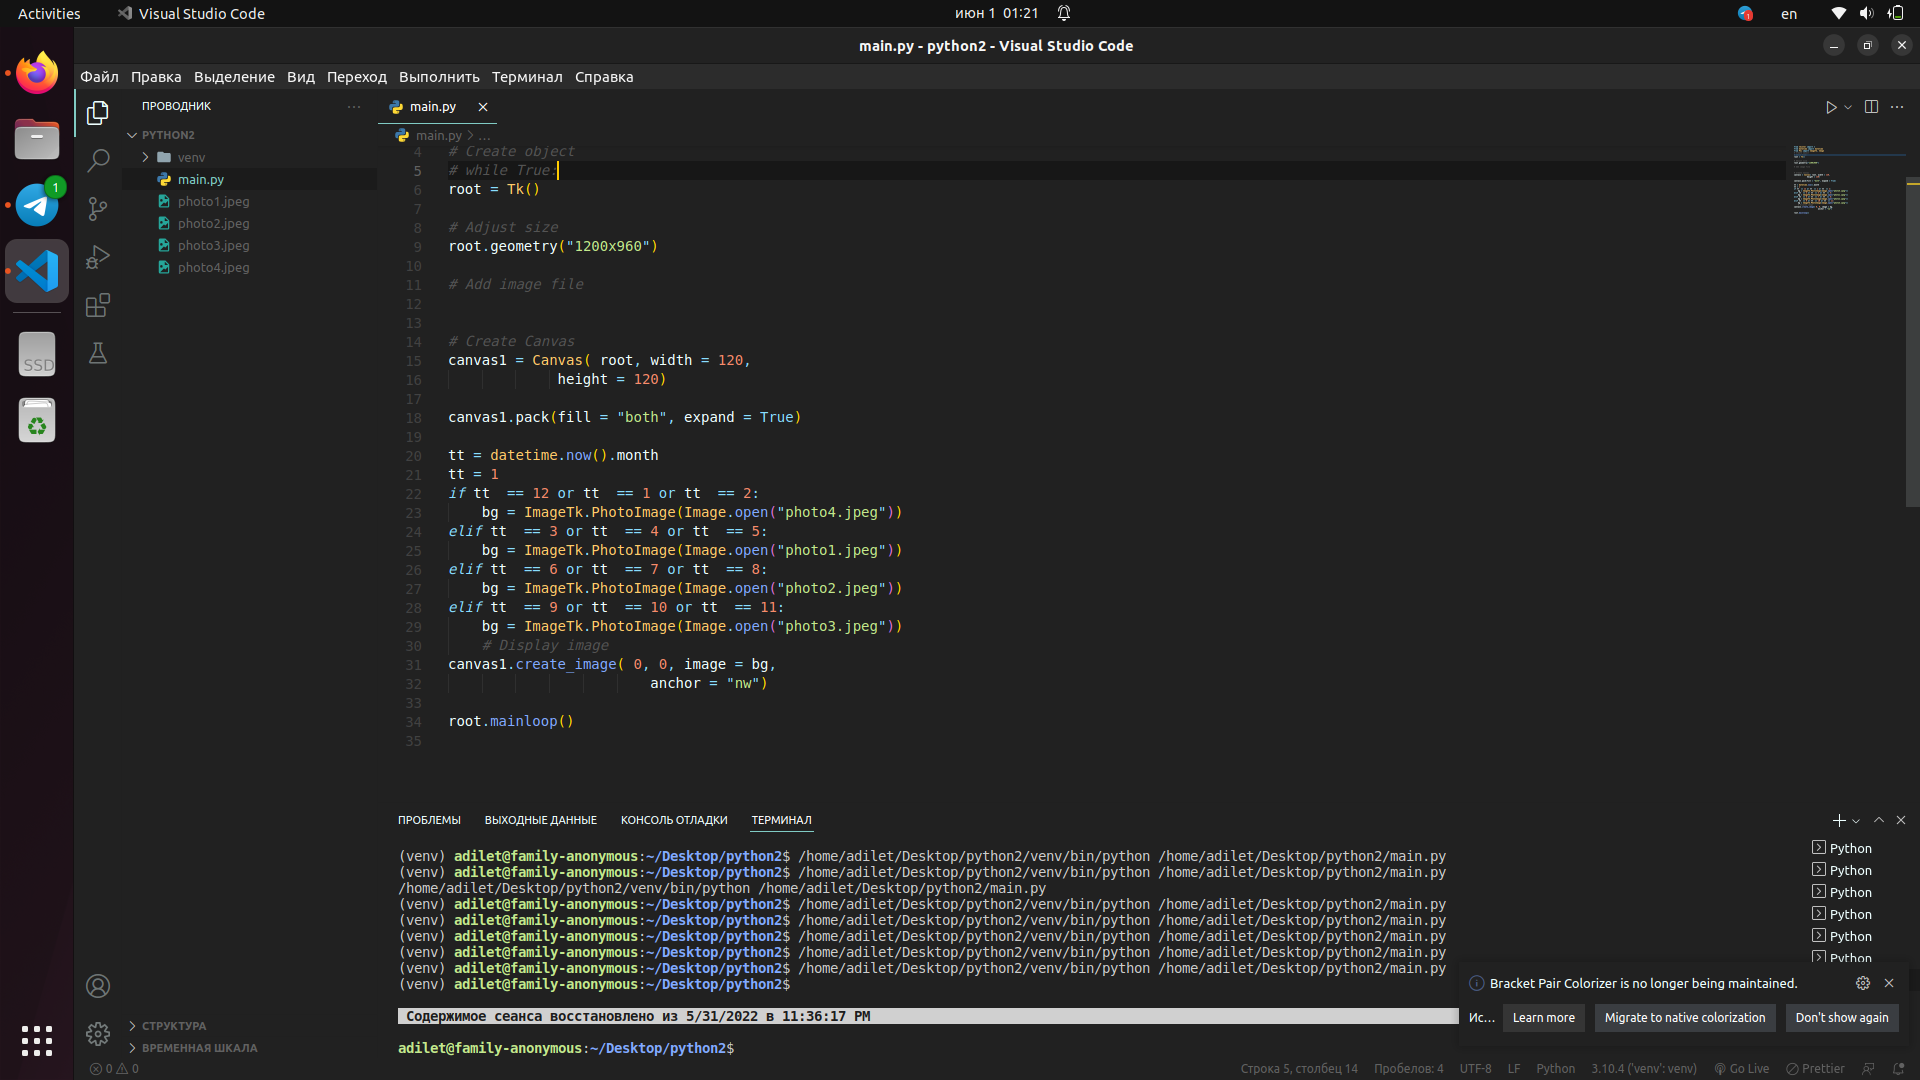 Activities
Visual Studio Code
июн 1 01:21
en
main.py - python2 - Visual Studio Code
Файл Правка Выделение Вид Переход Выполнить Терминал Справка
ПРОВОДНИК
PYTHON2
venv
main.py
photo1.jpeg
photo2.jpeg
photo3.jpeg
photo4.jpeg
SSD
1
main.py
main.py > ...
4 # Create object
5 # while True:
6 root = Tk()
7
8 # Adjust size
9 root.geometry("1200x960")
10
11 # Add image file
12
13
14 # Create Canvas
15 canvas1 = Canvas( root, width = 120,
16 height = 120)
17
18 canvas1.pack(fill = "both", expand = True)
19
20 tt = datetime.now().month
21 tt = 1
22 if tt  == 12 or tt  == 1 or tt  == 2:
23     bg = ImageTk.PhotoImage(Image.open("photo4.jpeg"))
24 elif tt  == 3 or tt  == 4 or tt  == 5:
25     bg = ImageTk.PhotoImage(Image.open("photo1.jpeg"))
26 elif tt  == 6 or tt  == 7 or tt  == 8:
27     bg = ImageTk.PhotoImage(Image.open("photo2.jpeg"))
28 elif tt  == 9 or tt  == 10 or tt  == 11:
29     bg = ImageTk.PhotoImage(Image.open("photo3.jpeg"))
30     # Display image
31 canvas1.create_image( 0, 0, image = bg,
32 anchor = "nw")
33
34 root.mainloop()
35
ПРОБЛЕМЫ ВЫХОДНЫЕ ДАННЫЕ КОНСОЛЬ ОТЛАДКИ ТЕРМИНАЛ
(venv) adilet@family-anonymous:~/Desktop/python2$ /home/adilet/Desktop/python2/venv/bin/python /home/adilet/Desktop/python2/main.py
(venv) adilet@family-anonymous:~/Desktop/python2$ /home/adilet/Desktop/python2/venv/bin/python /home/adilet/Desktop/python2/main.py
/home/adilet/Desktop/python2/venv/bin/python /home/adilet/Desktop/python2/main.py
(venv) adilet@family-anonymous:~/Desktop/python2$ /home/adilet/Desktop/python2/venv/bin/python /home/adilet/Desktop/python2/main.py
(venv) adilet@family-anonymous:~/Desktop/python2$ /home/adilet/Desktop/python2/venv/bin/python /home/adilet/Desktop/python2/main.py
(venv) adilet@family-anonymous:~/Desktop/python2$ /home/adilet/Desktop/python2/venv/bin/python /home/adilet/Desktop/python2/main.py
(venv) adilet@family-anonymous:~/Desktop/python2$ /home/adilet/Desktop/python2/venv/bin/python /home/adilet/Desktop/python2/main.py
(venv) adilet@family-anonymous:~/Desktop/python2$ /home/adilet/Desktop/python2/venv/bin/python /home/adilet/Desktop/python2/main.py
(venv) adilet@family-anonymous:~/Desktop/python2$
Содержимое сеанса восстановлено из 5/31/2022 в 11:36:17 PM
adilet@family-anonymous:~/Desktop/python2$
Python
Python
Python
Python
Python
Python
Bracket Pair Colorizer is no longer being maintained.
Ис... Learn more Migrate to native colorization Don't show again
СТРУКТУРА
ВРЕМЕННАЯ ШКАЛА
0 0
Строка 5, столбец 14 Пробелов: 4 UTF-8 LF Python 3.10.4 ('venv': venv) Go Live Prettier